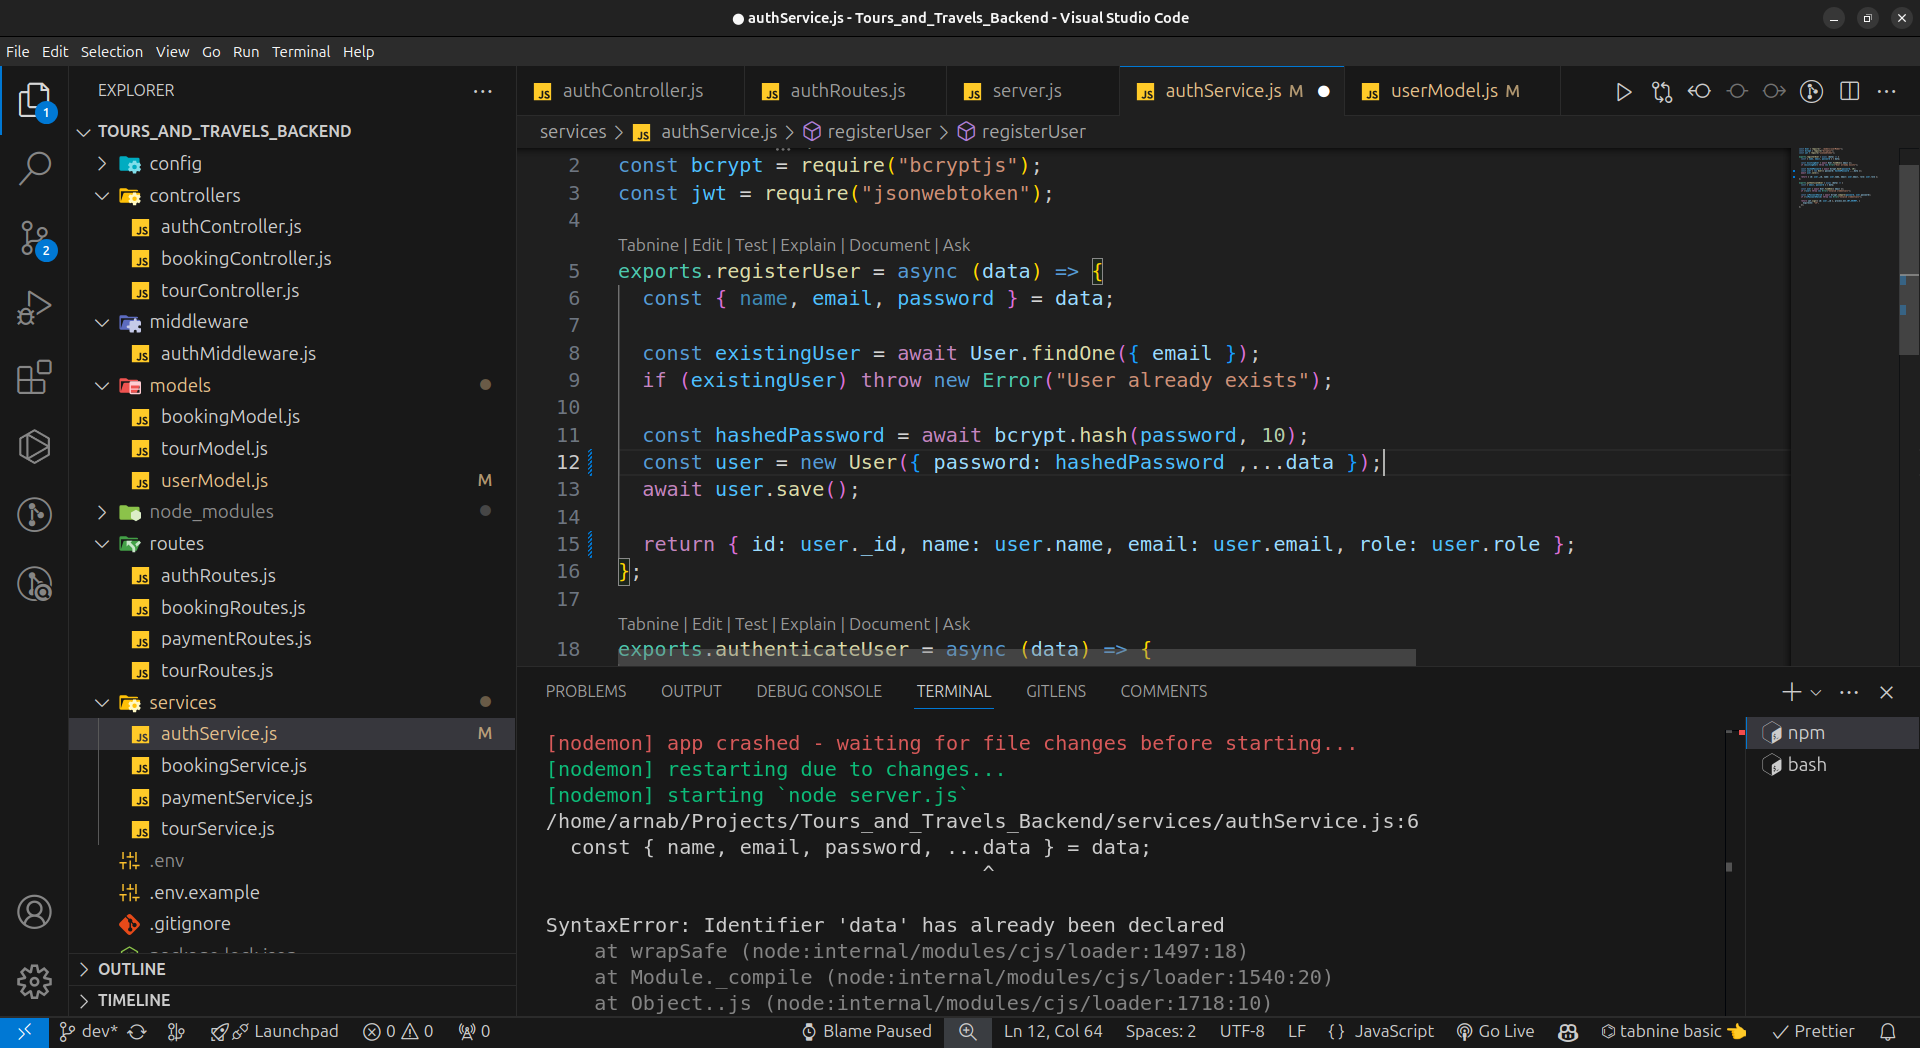 ● authService.js - Tours_and_Travels_Backend - Visual Studio Code
File Edit Selection View Go Run Terminal Help
EXPLORER
TOURS_AND_TRAVELS_BACKEND
config
controllers
authController.js
bookingController.js
tourController.js
middleware
authMiddleware.js
models
bookingModel.js
tourModel.js
userModel.js M
node_modules
routes
authRoutes.js
bookingRoutes.js
paymentRoutes.js
tourRoutes.js
services
authService.js M
bookingService.js
paymentService.js
tourService.js
.env
.env.example
.gitignore
OUTLINE
TIMELINE
1
2
authController.js authRoutes.js server.js authService.js M userModel.js M
services > authService.js > registerUser > registerUser
2 const bcrypt = require("bcryptjs");
3 const jwt = require("jsonwebtoken");
4
Tabnine | Edit | Test | Explain | Document | Ask
5 exports.registerUser = async (data) => {
6 const { name, email, password } = data;
7
8 const existingUser = await User.findOne({ email });
9 if (existingUser) throw new Error("User already exists");
10
11 const hashedPassword = await bcrypt.hash(password, 10);
12 const user = new User({ password: hashedPassword ,...data });
13 await user.save();
14
15 return { id: user._id, name: user.name, email: user.email, role: user.role };
16 };
17
Tabnine | Edit | Test | Explain | Document | Ask
18 exports.authenticateUser = async (data) => {
PROBLEMS OUTPUT DEBUG CONSOLE TERMINAL GITLENS COMMENTS
[nodemon] app crashed - waiting for file changes before starting...
[nodemon] restarting due to changes...
[nodemon] starting `node server.js`
/home/arnab/Projects/Tours_and_Travels_Backend/services/authService.js:6
const { name, email, password, ...data } = data;
^
SyntaxError: Identifier 'data' has already been declared
at wrapSafe (node:internal/modules/cjs/loader:1497:18)
at Module._compile (node:internal/modules/cjs/loader:1540:20)
at Object..js (node:internal/modules/cjs/loader:1718:10)
npm
bash
dev* Launchpad 0 0 0 Blame Paused Ln 12, Col 64 Spaces: 2 UTF-8 LF {} JavaScript Go Live tabnine basic 👈 Prettier